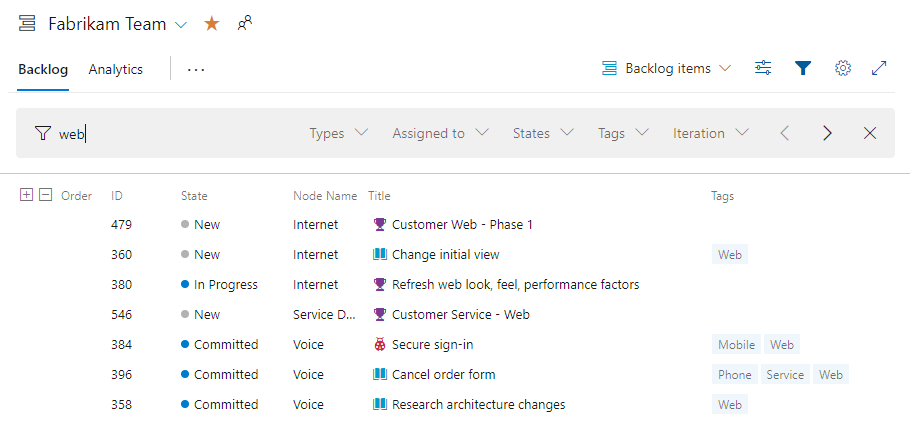 Fabrikam Team
Backlog Analytics ... Backlog items
web Types Assigned to States Tags Iteration
Order ID State Node Name Title Tags
479 New Internet Customer Web - Phase 1
360 New Internet Change initial view Web
380 In Progress Internet Refresh web look, feel, performance factors
546 New Service D... Customer Service - Web
384 Committed Voice Secure sign-in Mobile Web
396 Committed Voice Cancel order form Phone Service Web
358 Committed Voice Research architecture changes Web